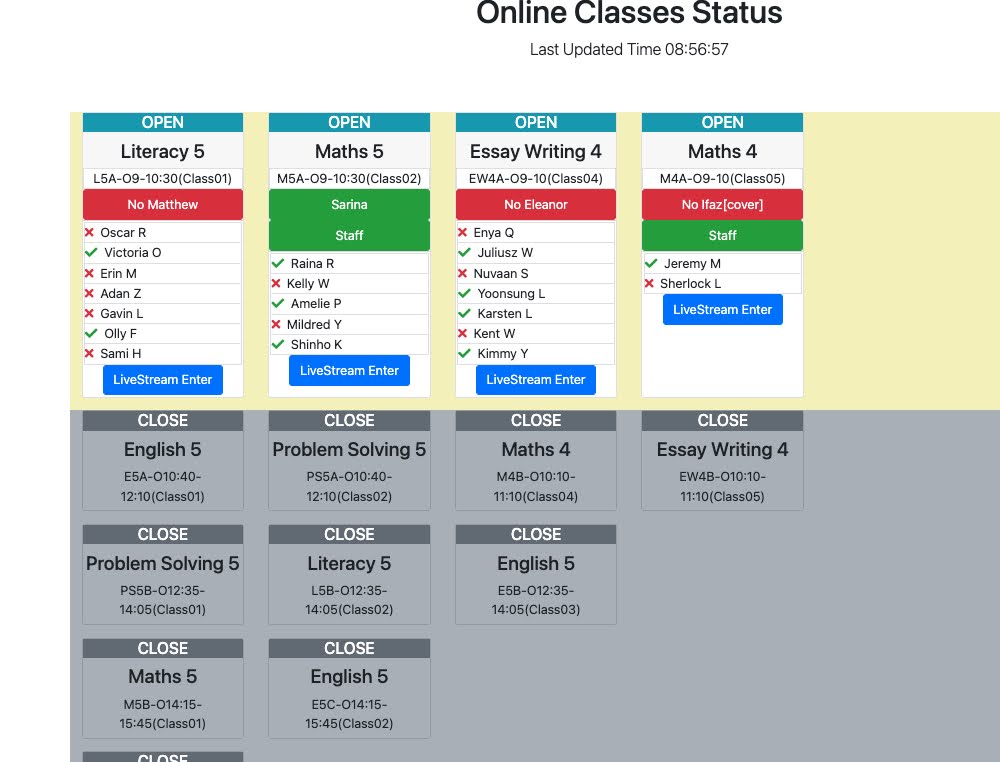 Online Classes Status
Last Updated Time 08:56:57
OPEN
Literacy 5
L5A-O9-10:30(Class01)
No Matthew
Oscar R
Victoria O
Erin M
Adan Z
Gavin L
Olly F
Sami H
LiveStream Enter
OPEN
Maths 5
M5A-O9-10:30(Class02)
Sarina
Staff
Raina R
Kelly W
Amelie P
Mildred Y
Shinho K
LiveStream Enter
OPEN
Essay Writing 4
EW4A-O9-10(Class04)
No Eleanor
Enya Q
Juliusz W
Nuvaan S
Yoonsung L
Karsten L
Kent W
Kimmy Y
LiveStream Enter
OPEN
Maths 4
M4A-O9-10(Class05)
No Ifaz[cover]
Staff
Jeremy M
Sherlock L
LiveStream Enter
CLOSE
English 5
E5A-O10:40-
12:10(Class01)
CLOSE
Problem Solving 5
PS5A-O10:40-
12:10(Class02)
CLOSE
Maths 4
M4B-O10:10-
11:10(Class04)
CLOSE
Essay Writing 4
EW4B-O10:10-
11:10(Class05)
CLOSE
Problem Solving 5
PS5B-O12:35-
14:05(Class01)
CLOSE
Literacy 5
L5B-O12:35-
14:05(Class02)
CLOSE
English 5
E5B-O12:35-
14:05(Class03)
CLOSE
Maths 5
M5B-O14:15-
15:45(Class01)
CLOSE
English 5
E5C-O14:15-
15:45(Class02)
CLOSE